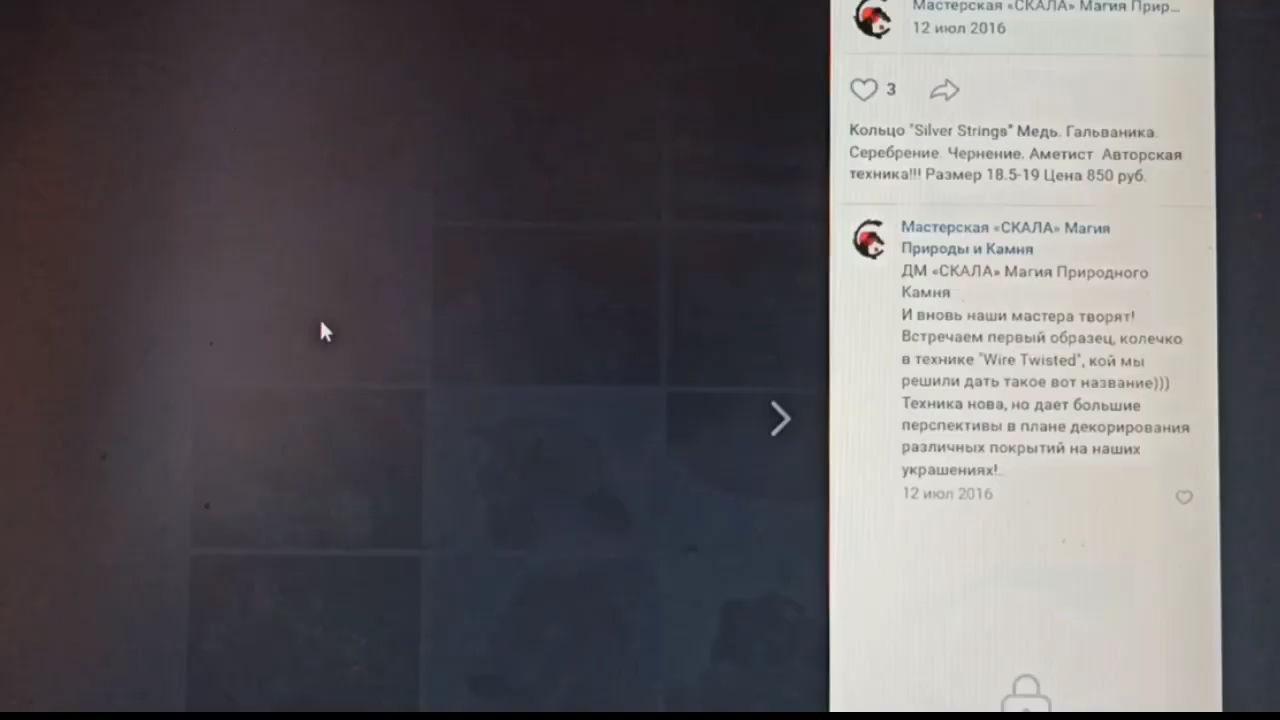 Мастерская «СКАЛА» Магия Прир...
12 июл 2016
3
Кольцо "Silver Strings" Медь. Гальваника.
Серебрение. Чернение. Аметист Авторская
техника!!! Размер 18.5-19 Цена 850 руб.
Мастерская «СКАЛА» Магия
Природы и Камня
ДМ «СКАЛА» Магия Природного
Камня
И вновь наши мастера творят!
Встречаем первый образец, колечко
в технике "Wire Twisted", кой мы
решили дать такое вот название)))
Техника нова, но дает большие
перспективы в плане декорирования
различных покрытий на наших
украшениях!
12 июл 2016